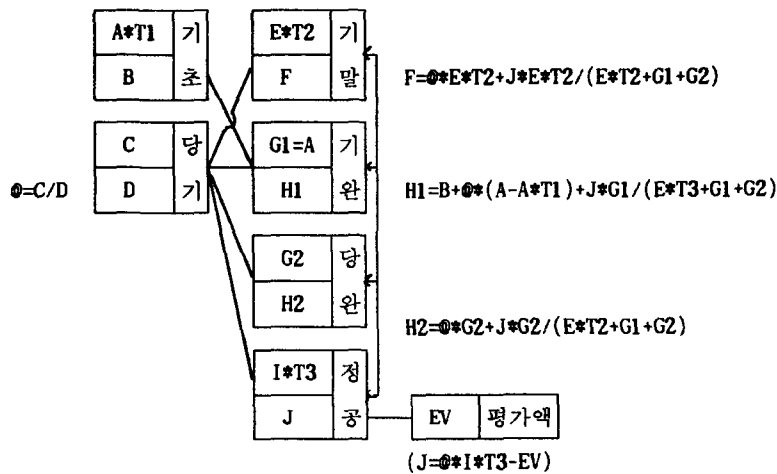 A*T1 기 E*T2 기
B 초 F 말 F=@*E*T2+J*E*T2/(E*T2+G1+G2)
C 당 G1=A 기
@=C/D D 기 H1 완 H1=B+@*(A-A*T1)+J*G1/(E*T3+G1+G2)
G2 당
H2 완
H2=@*G2+J*G2/(E*T2+G1+G2)
I*T3 정
J 공 EV 평가액
(J=@*I*T3-EV)